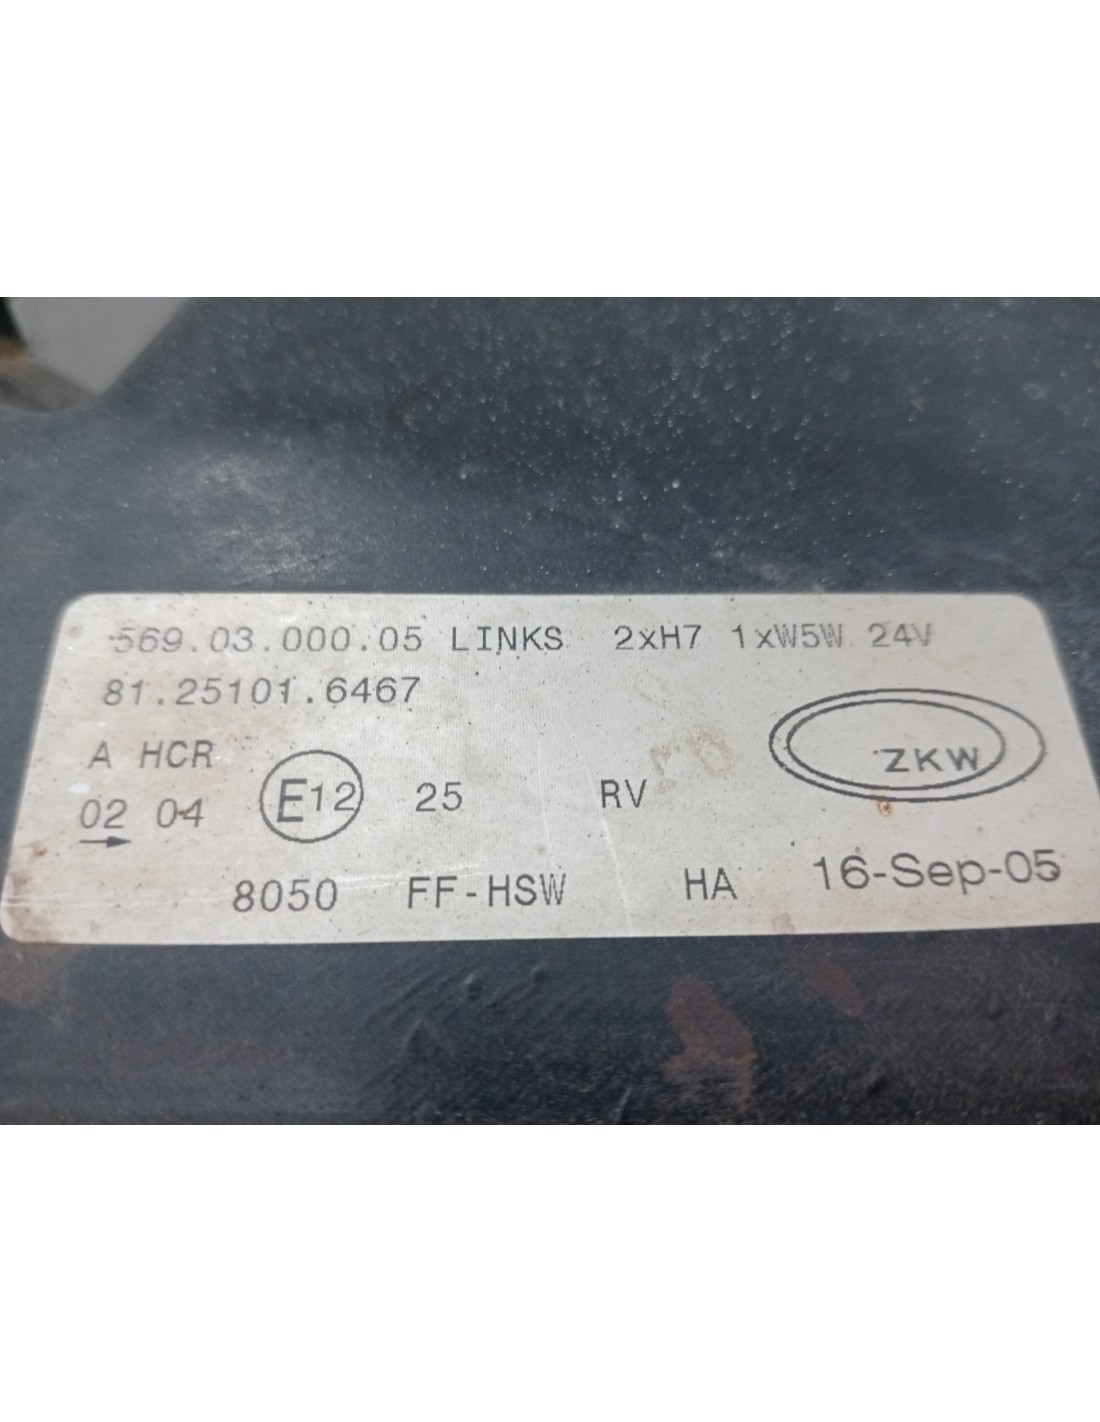 569.03.000.05 LINKS 2xH7 1xW5W 24V
81.25101.6467
A HCR
02 04 E12 25 RV ZKW
8050 FF-HSW HA 16-Sep-05